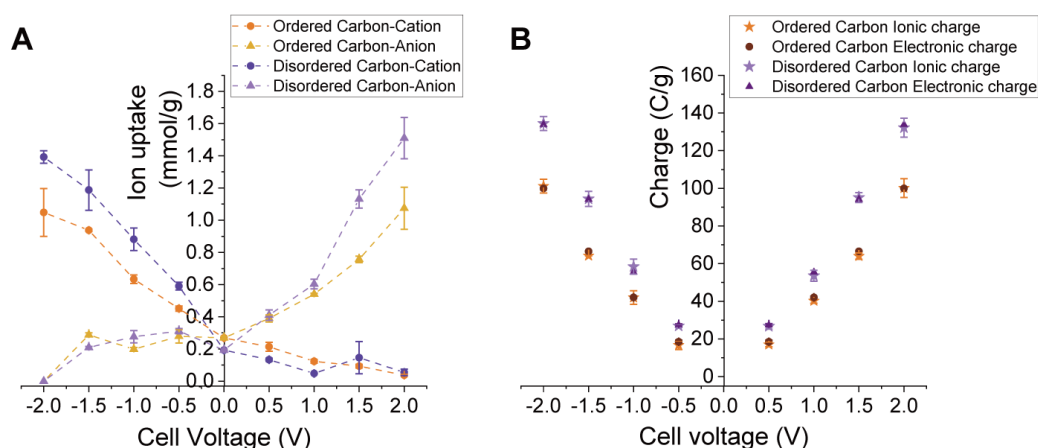 A
Ordered Carbon-Cation
Ordered Carbon-Anion
Disordered Carbon-Cation
Disordered Carbon-Anion
Ion uptake
(mmol/g)
1.8
1.6
1.4
1.2
1.0
0.8
0.6
0.4
0.2
0.0
-2.0 -1.5 -1.0 -0.5 0.0 0.5 1.0 1.5 2.0
Cell Voltage (V)
B
Ordered Carbon Ionic charge
Ordered Carbon Electronic charge
Disordered Carbon Ionic charge
Disordered Carbon Electronic charge
Charge (C/g)
160
140
120
100
80
60
40
20
0
-2.0 -1.5 -1.0 -0.5 0.0 0.5 1.0 1.5 2.0
Cell voltage (V)